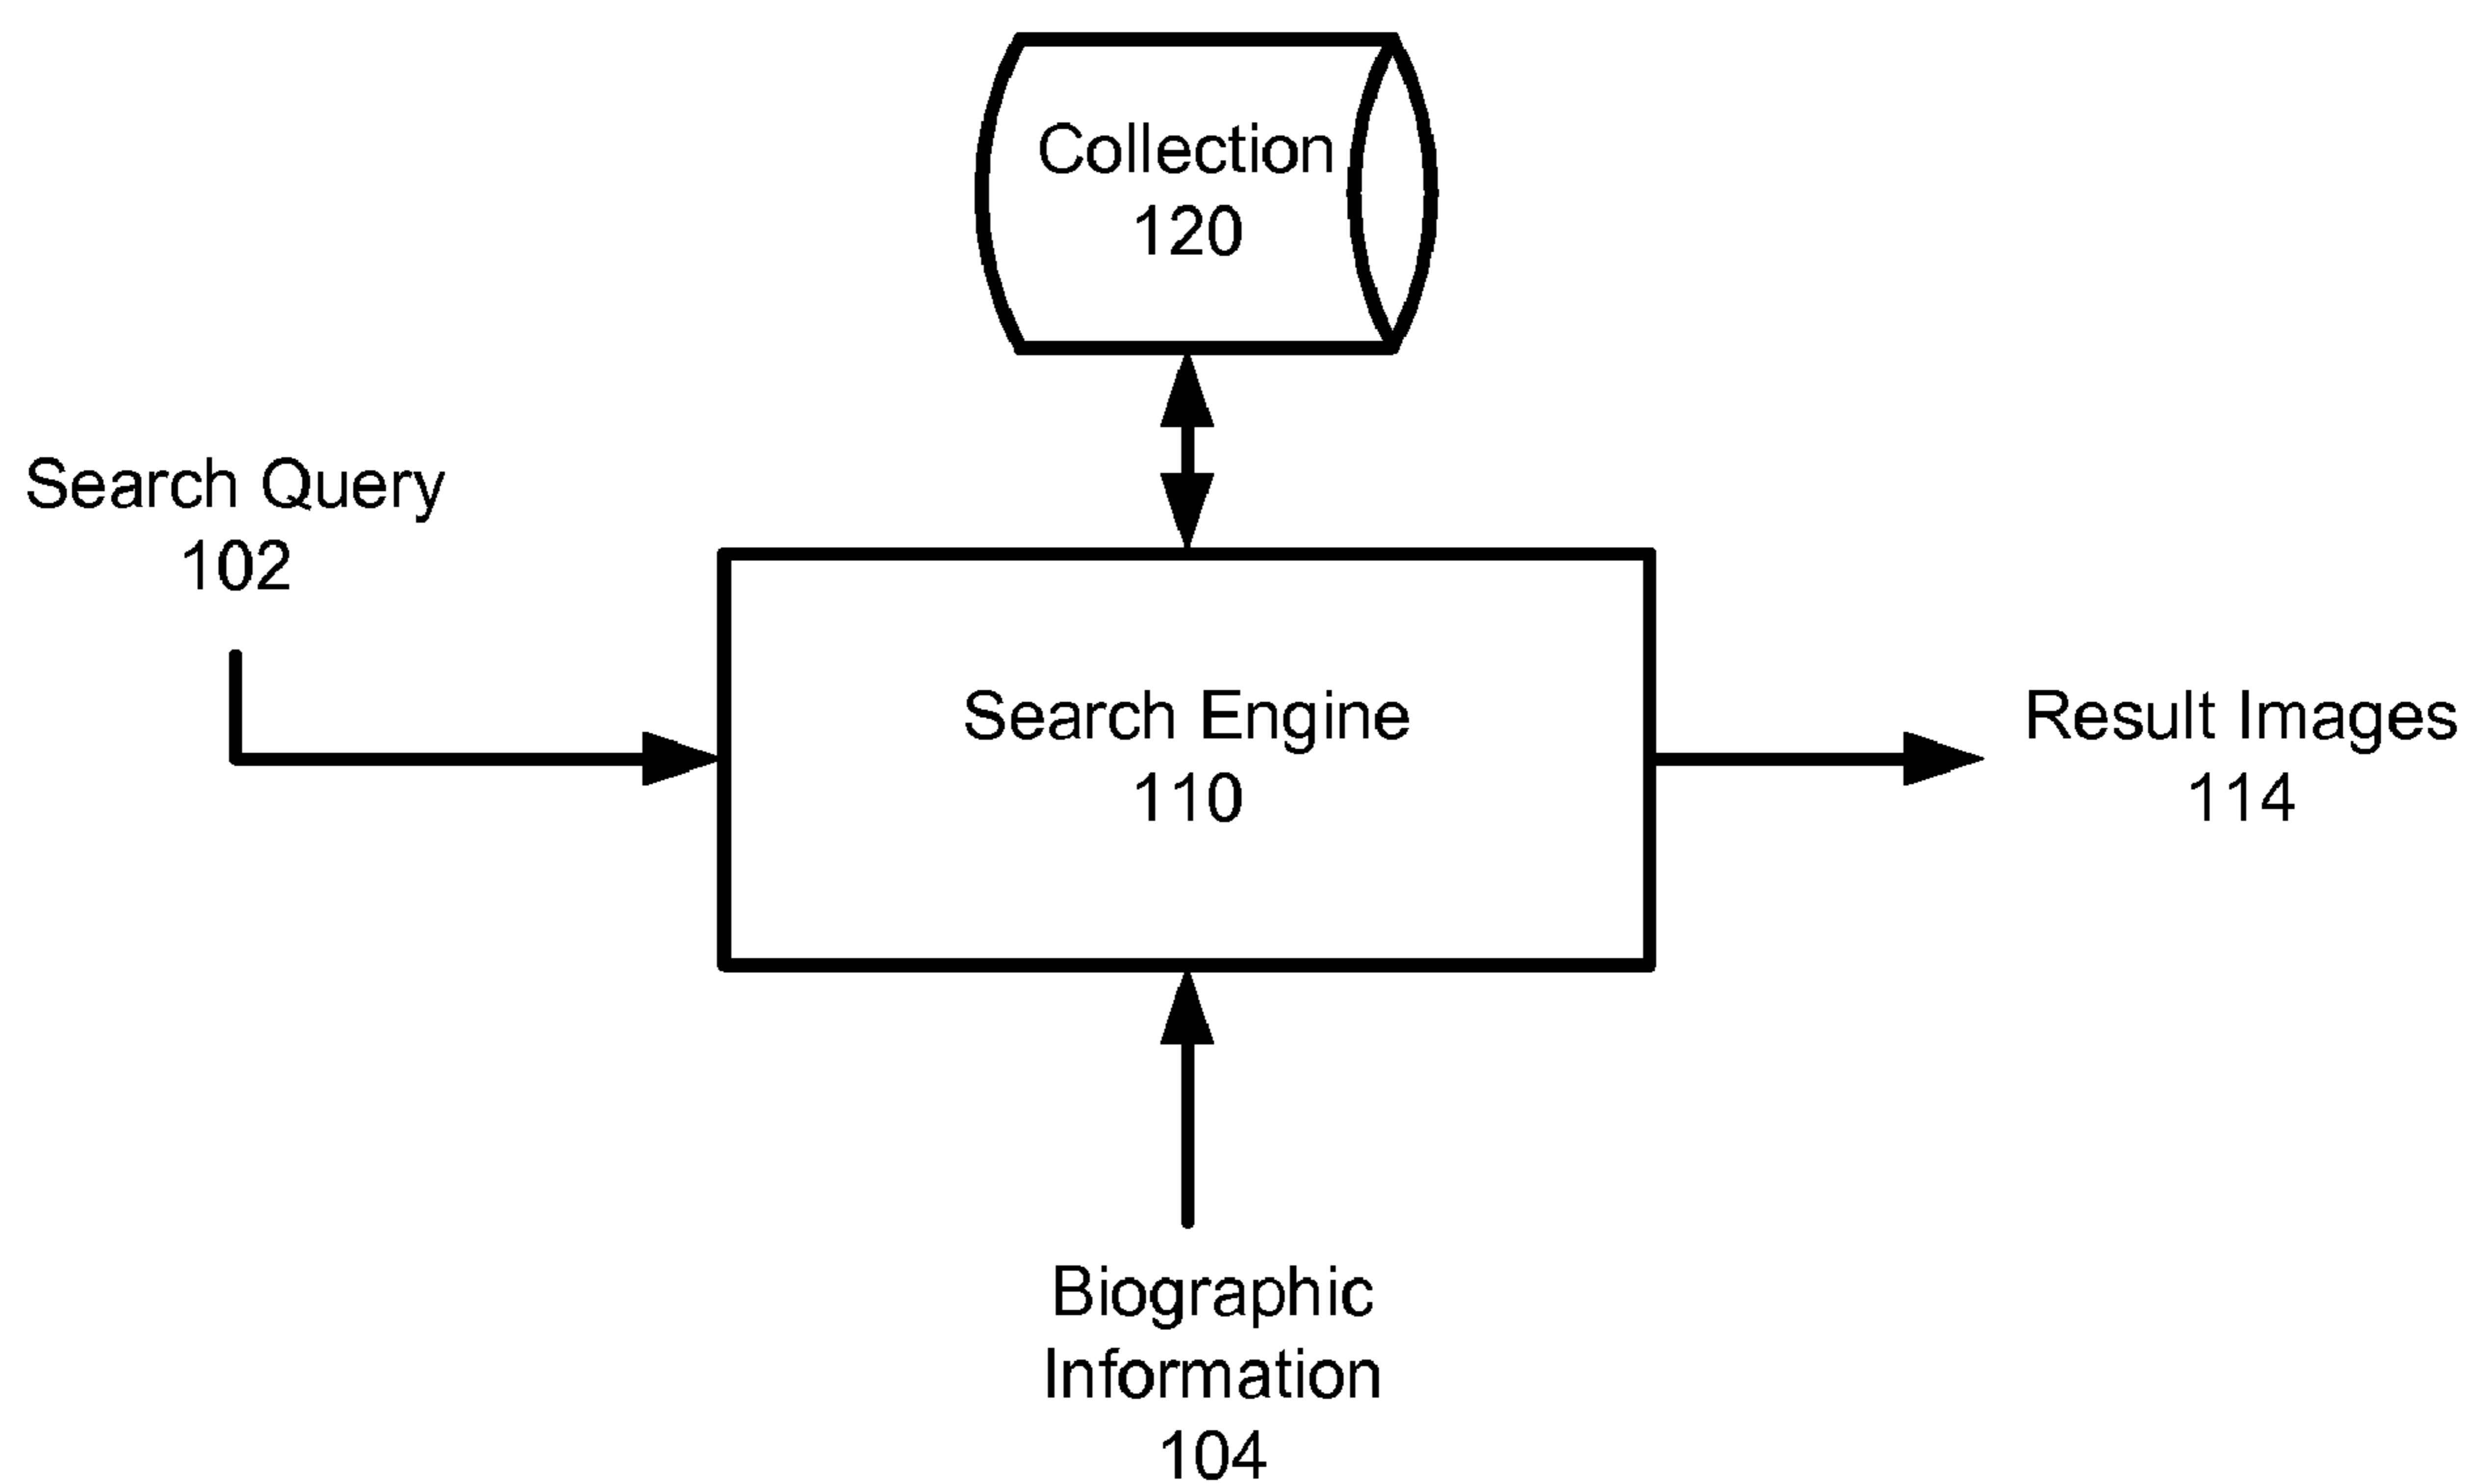 Collection
120
Search Query
102
Search Engine
110
Result Images
114
Biographic
Information
104